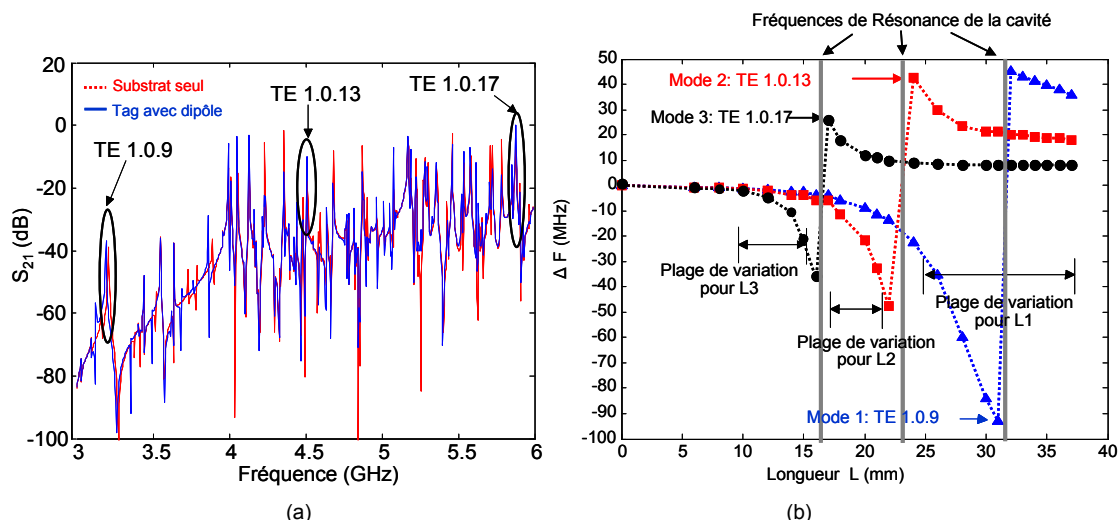 Substrat seul
Tag avec dipôle
TE 1.0.9
TE 1.0.13
TE 1.0.17
S21 (dB)
20
0
-20
-40
-60
-80
-100
3
3.5
4
4.5
5
5.5
6
Fréquence (GHz)
(a)
Fréquences de Résonance de la cavité
Mode 2: TE 1.0.13
Mode 3: TE 1.0.17
Plage de variation
pour L3
Plage de variation
pour L2
Plage de variation
pour L1
Mode 1: TE 1.0.9
Δ F (MHz)
50
40
30
20
10
0
-10
-20
-30
-40
-50
-60
-70
-80
-90
-100
0
5
10
15
20
25
30
35
40
Longueur L (mm)
(b)